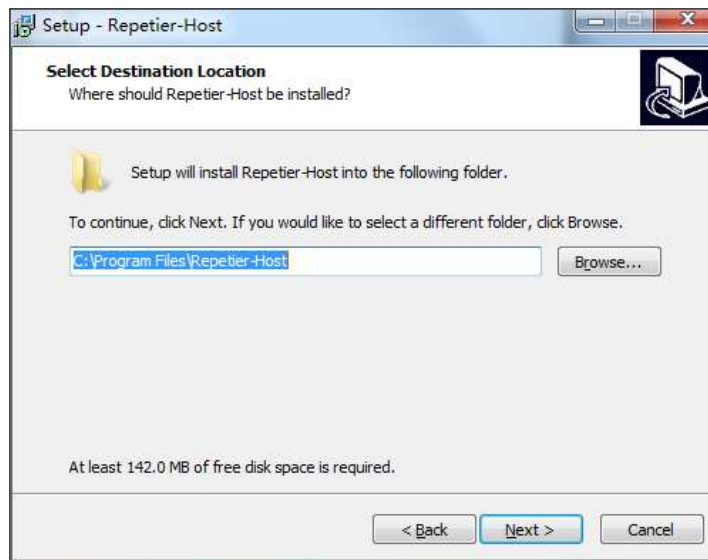 Setup - Repetier-Host
Select Destination Location
Where should Repetier-Host be installed?
Setup will install Repetier-Host into the following folder.
To continue, click Next. If you would like to select a different folder, click Browse.
C:\Program Files\Repetier-Host
Browse...
At least 142.0 MB of free disk space is required.
< Back Next > Cancel